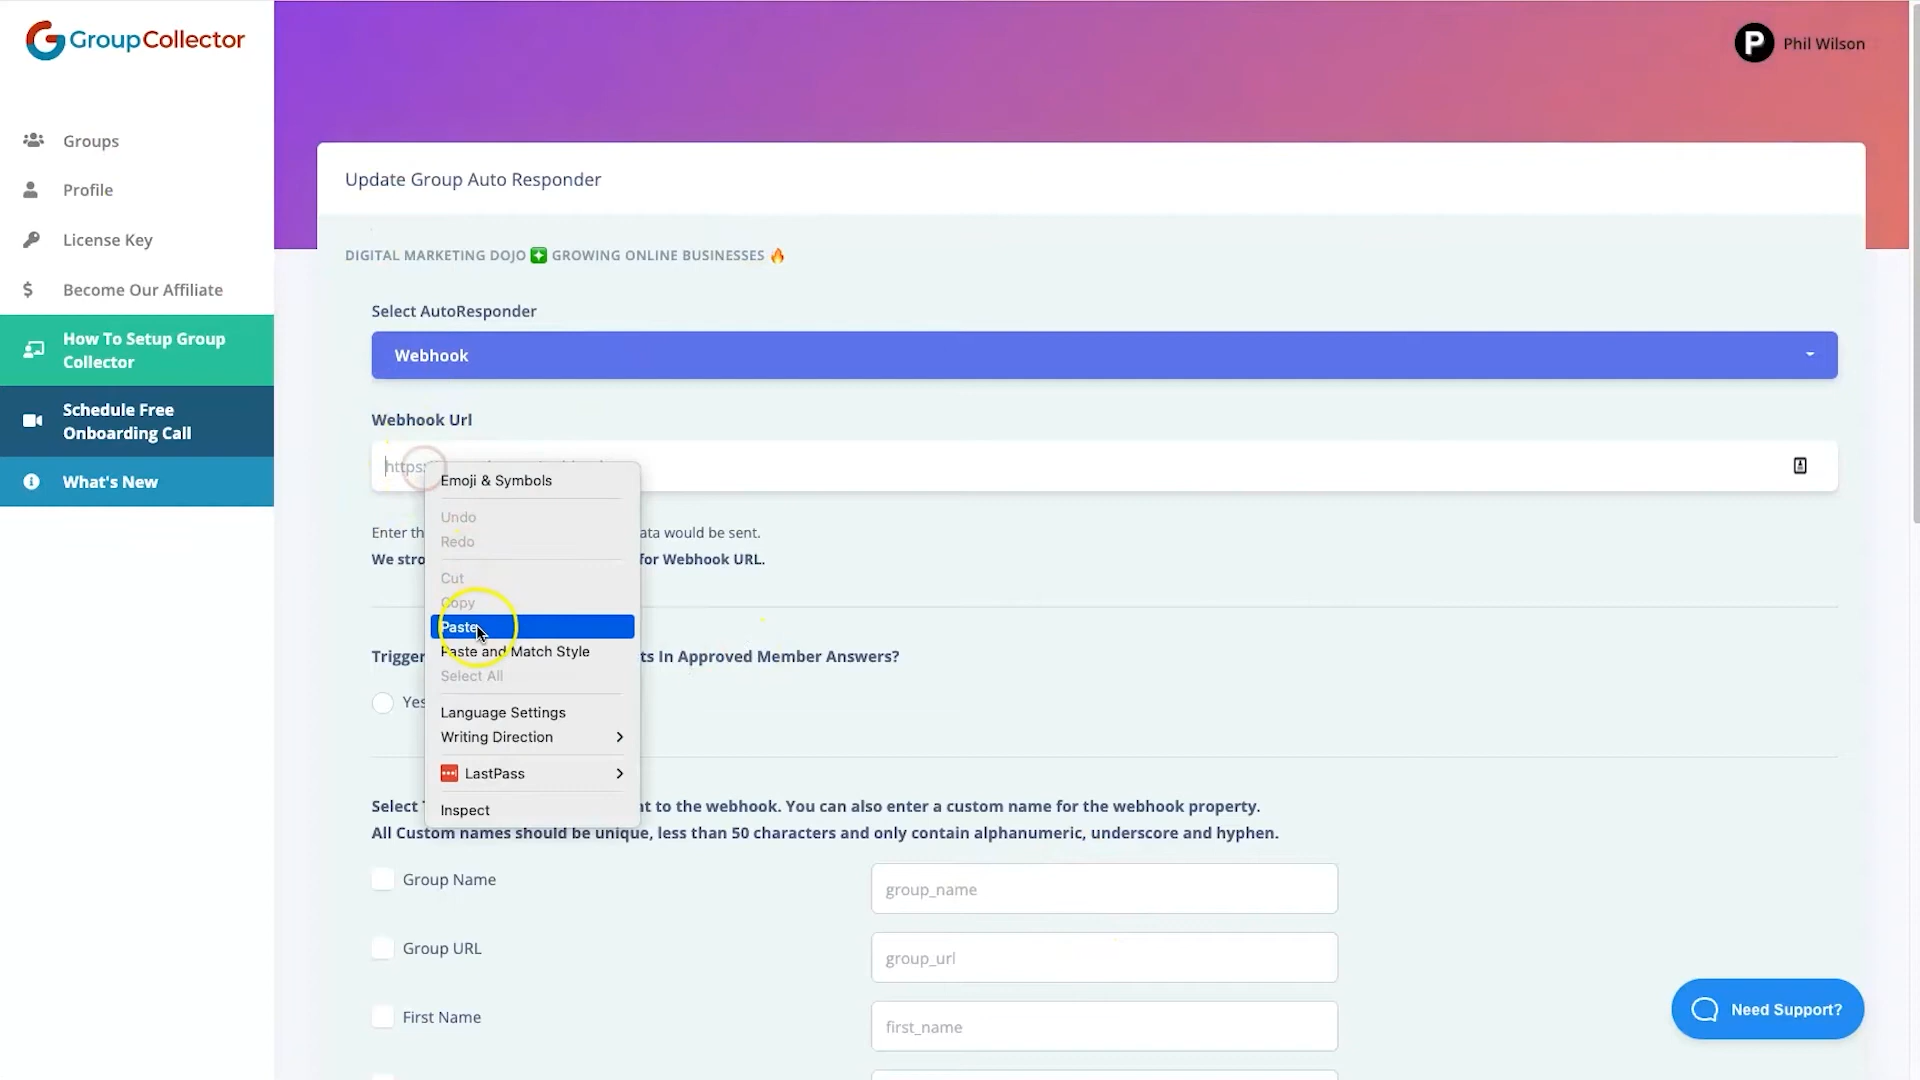 GroupCollector
P Phil Wilson
Groups
Profile
License Key
Become Our Affiliate
How To Setup Group
Collector
Schedule Free
Onboarding Call
What's New
Update Group Auto Responder
DIGITAL MARKETING DOJO GROWING ONLINE BUSINESSES
Select AutoResponder
Webhook
Webhook Url
https:
Emoji & Symbols
Undo
Redo
Cut
Copy
Paste
Paste and Match Style
Select All
Language Settings
Writing Direction
LastPass
Inspect
Enter th ata would be sent.
We stro for Webhook URL.
Trigger ts In Approved Member Answers?
Yes
Select to the webhook. You can also enter a custom name for the webhook property.
All Custom names should be unique, less than 50 characters and only contain alphanumeric, underscore and hyphen.
Group Name
group_name
Group URL
group_url
First Name
first_name
Need Support?